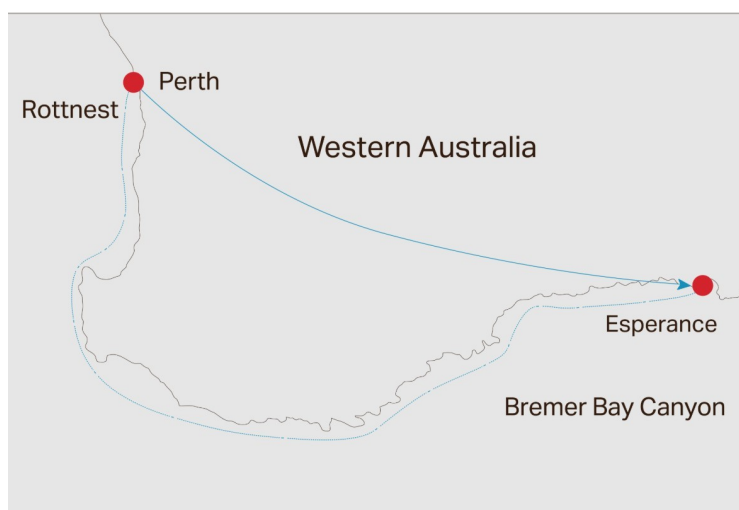 Perth
Rottnest
Western Australia
Esperance
Bremer Bay Canyon